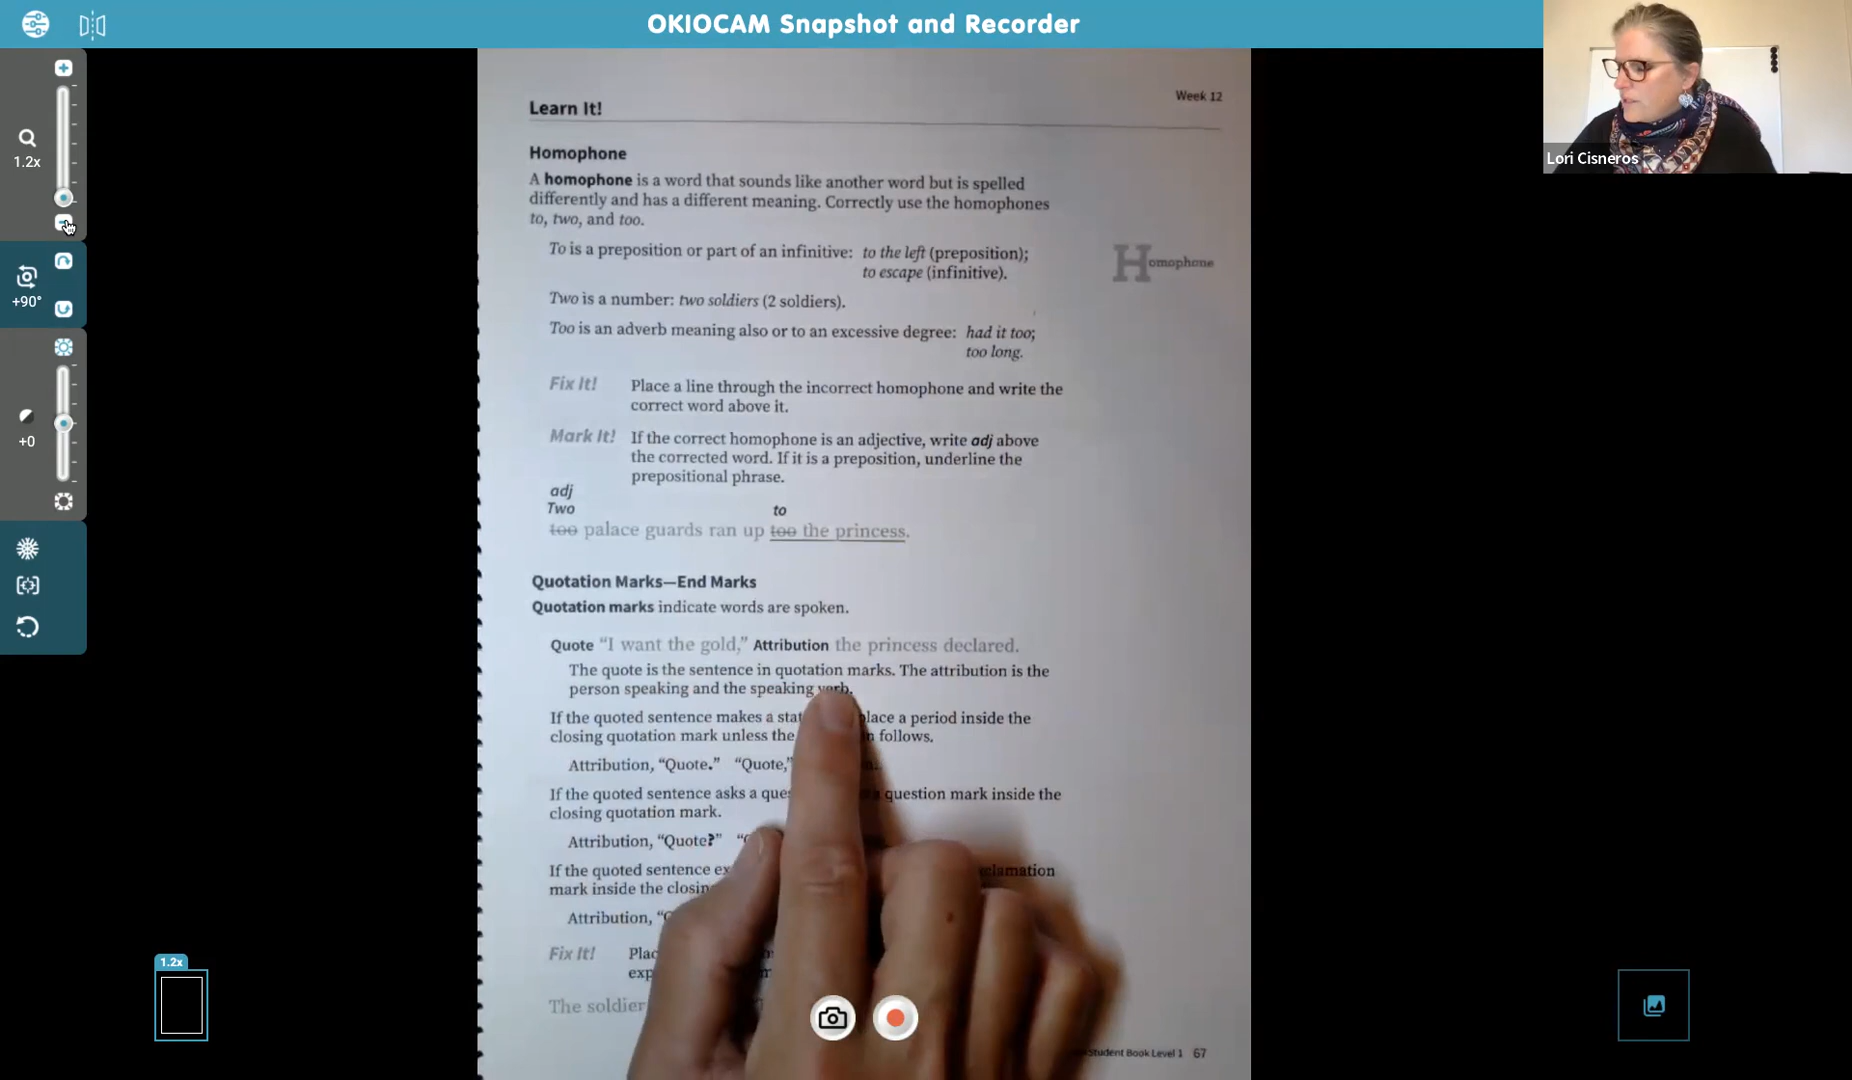 OKIOCAM Snapshot and Recorder
Lori Cisneros
1.2x
+90°
+0
1.2x
Week 12
Learn It!
Homophone
A homophone is a word that sounds like another word but is spelled
differently and has a different meaning. Correctly use the homophones
to, two, and too.
To is a preposition or part of an infinitive: to the left (preposition);
to escape (infinitive).
Homophone
Two is a number: two soldiers (2 soldiers).
Too is an adverb meaning also or to an excessive degree: had it too;
too long.
Fix It! Place a line through the incorrect homophone and write the
correct word above it.
Mark It! If the correct homophone is an adjective, write adj above
the corrected word. If it is a preposition, underline the
prepositional phrase.
adj
Two to
too palace guards ran up too the princess.
Quotation Marks—End Marks
Quotation marks indicate words are spoken.
Quote “I want the gold,” Attribution the princess declared.
The quote is the sentence in quotation marks. The attribution is the
person speaking and the speaking verb.
If the quoted sentence makes a place a period inside the
closing quotation mark unless the follows.
Attribution, “Quote.” “Quote,”
If the quoted sentence asks a question mark inside the
closing quotation mark.
Attribution, “Quote?”
If the quoted sentence
mark inside the
Attribution,
Fix It!
The soldier
Student Book Level 1 67